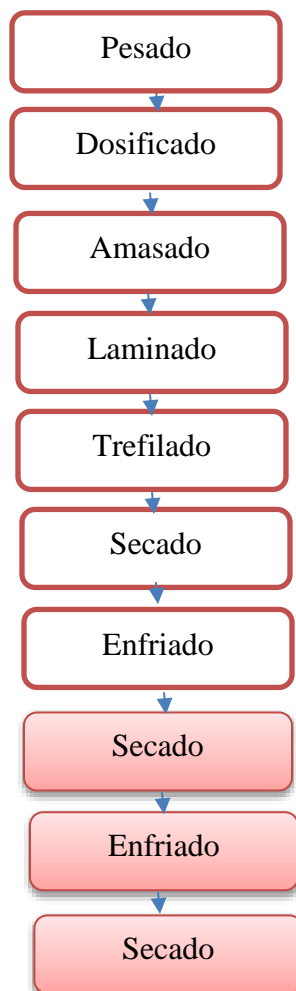 Pesado
Dosificado
Amasado
Laminado
Trefilado
Secado
Enfriado
Secado
Enfriado
Secado